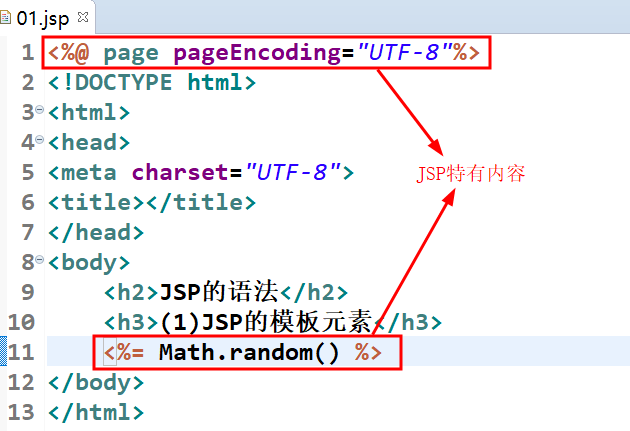 01.jsp
1 <%@ page pageEncoding="UTF-8"%>
2 <!DOCTYPE html>
3 <html>
4 <head>
5 <meta charset="UTF-8">
JSP特有内容
6 <title></title>
7 </head>
8 <body>
9 <h2>JSP的语法</h2>
10 <h3>(1)JSP的模板元素</h3>
11 <%= Math.random() %>
12 </body>
13 </html>